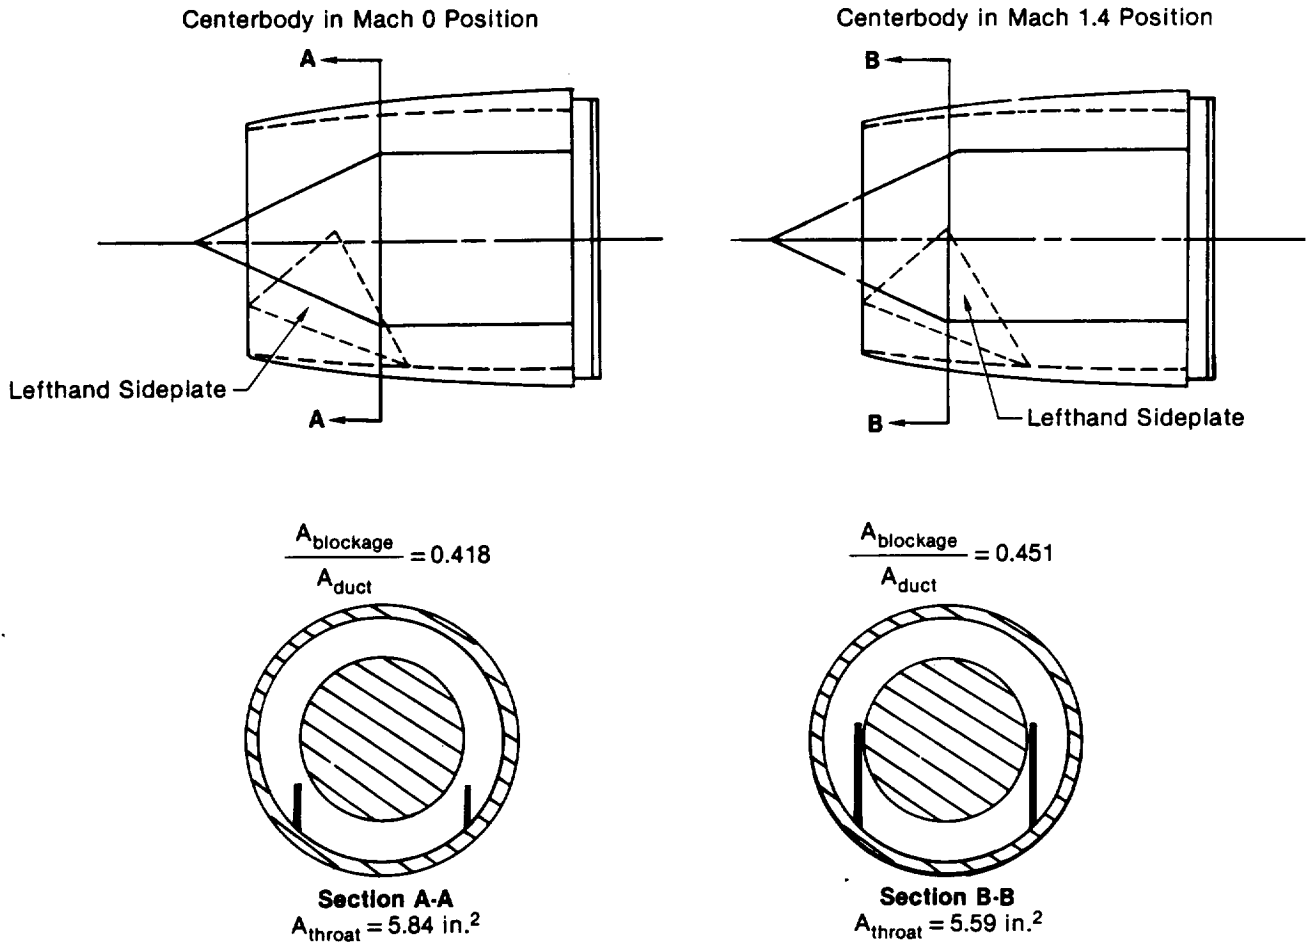 Centerbody in Mach 0 Position
Centerbody in Mach 1.4 Position
A
B
Lefthand Sideplate
Lefthand Sideplate
A
B
A_blockage / A_duct = 0.418
A_blockage / A_duct = 0.451
Section A-A
A_throat = 5.84 in.²
Section B-B
A_throat = 5.59 in.²